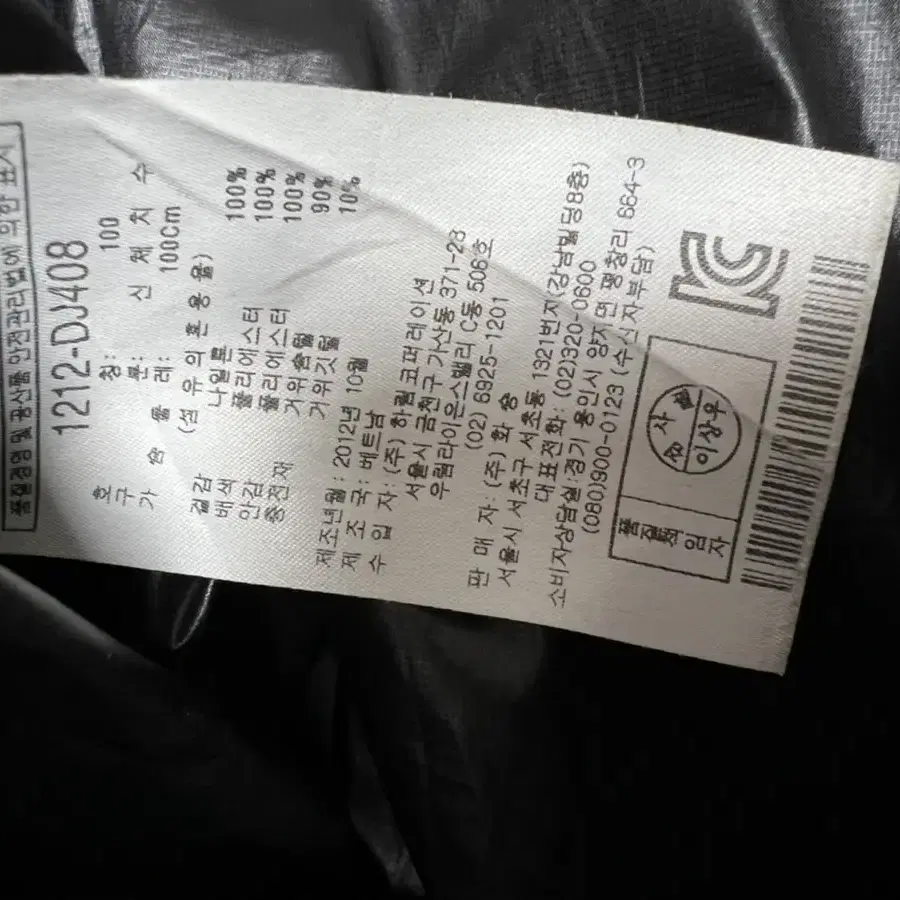 품질경영 및 공산품 안전관리법에 의한 표시
1212-DJ408
호 칭: 100
구 분: 신 체 치 수
가 슴 둘 레: 100Cm
(섬 유 의 혼 용 율)
겉감 나일론 100%
배색 폴리에스터 100%
안감 폴리에스터 100%
충전재 거위솜털 90%
거위깃털 10%
제조년월: 2012년 10월
제 조 국: 베트남
수 입 자: (주) 하림코퍼레이션
서울시 금천구 가산동 371-28
우림라이온스밸리 C동 506호
(02) 6925-1201
판 매 자: (주) 화 승
서울시 서초구 서초동 1321번지(강남빌딩8층)
대표전화: (02)320-0600
소비자상담실:경기 용인시 양지면 평창리 664-3
(080)900-0123 (수신자부담)
품질책임자
이상우